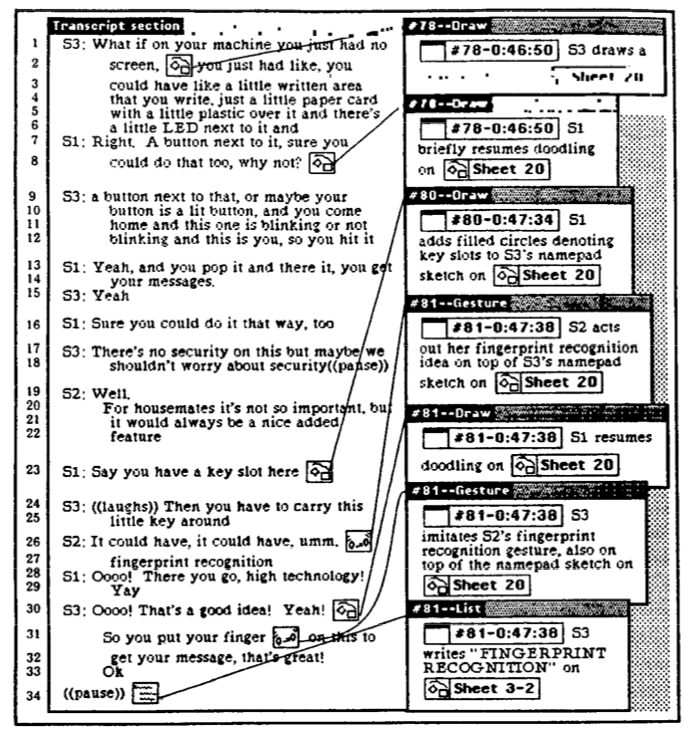 Transcript section
1 S3: What if on your machine you just had no
2 screen, you just had like, you
3 could have like a little written area
4 that you write, just a little paper card
5 with a little plastic over it and there's
6 a little LED next to it and
7 S1: Right. A button next to it, sure you
8 could do that too, why not?
9 S3: a button next to that, or maybe your
10 button is a lit button, and you come
11 home and this one is blinking or not
12 blinking and this is you, so you hit it
13 S1: Yeah, and you pop it and there it, you get
14 your messages.
15 S3: Yeah
16 S1: Sure you could do it that way, too
17 S3: There's no security on this but maybe we
18 shouldn't worry about security((pause))
19 S2: Well,
20 For housemates it's not so important, but
21 it would always be a nice added
22 feature
23 S1: Say you have a key slot here
24 S3: ((laughs)) Then you have to carry this
25 little key around
26 S2: It could have, it could have, umm,
27 fingerprint recognition
28 S1: Oooo! There you go, high technology!
29 Yay
30 S3: Oooo! That's a good idea! Yeah!
31 So you put your finger on this to
32 get your message, that's great!
33 Ok
34 ((pause))
#78--Draw
#78-0:46:50 S3 draws a
Sheet 20
#78--Draw
#78-0:46:50 S1
briefly resumes doodling
on Sheet 20
#80--Draw
#80-0:47:34 S1
adds filled circles denoting
key slots to S3's namepad
sketch on Sheet 20
#81--Gesture
#81-0:47:38 S2 acts
out her fingerprint recognition
idea on top of S3's namepad
sketch on Sheet 20
#81--Draw
#81-0:47:38 S1 resumes
doodling on Sheet 20
#81--Gesture
#81-0:47:38 S3
imitates S2's fingerprint
recognition gesture, also on
top of the namepad sketch on
Sheet 20
#81--List
#81-0:47:38 S3
writes "FINGERPRINT
RECOGNITION" on
Sheet 3-2